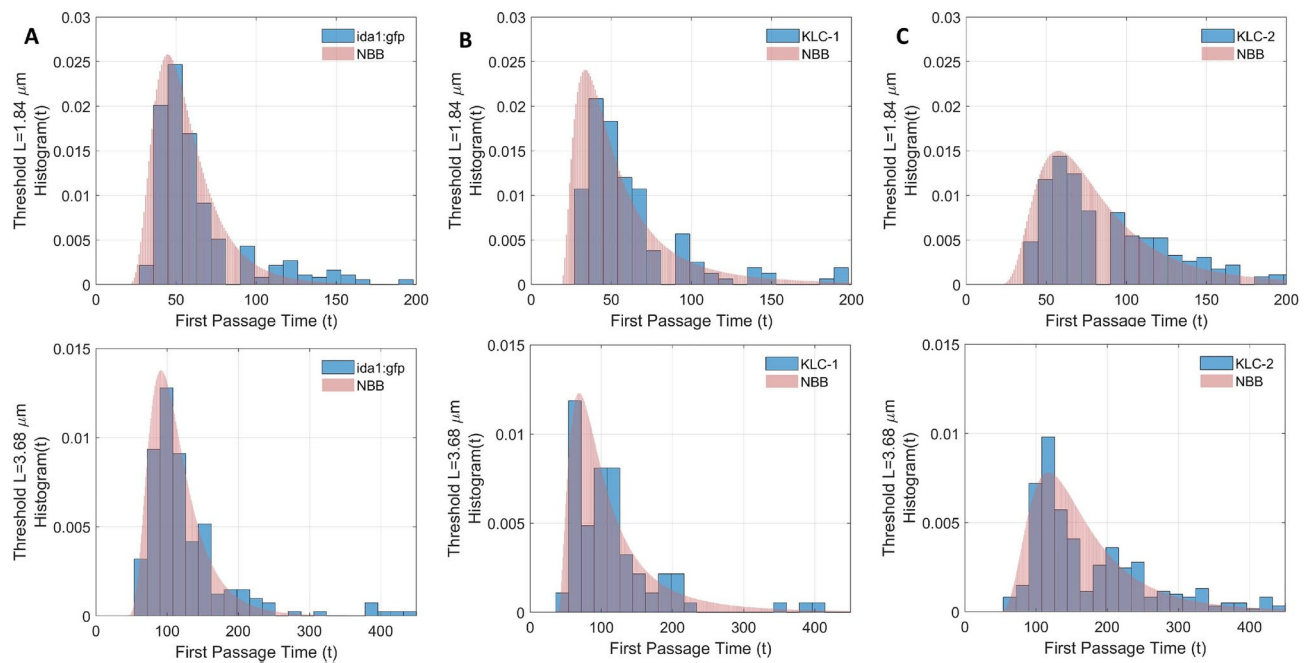 A
Threshold L=1.84 μm
Histogram(t)
0.03
0.025
0.02
0.015
0.01
0.005
0
ida1:gfp
NBB
0 50 100 150 200
First Passage Time (t)
B
Threshold L=1.84 μm
Histogram(t)
0.03
0.025
0.02
0.015
0.01
0.005
0
KLC-1
NBB
0 50 100 150 200
First Passage Time (t)
C
Threshold L=1.84 μm
Histogram(t)
0.03
0.025
0.02
0.015
0.01
0.005
0
KLC-2
NBB
0 50 100 150 200
First Passage Time (t)
Threshold L=3.68 μm
Histogram(t)
0.015
0.01
0.005
0
ida1:gfp
NBB
0 100 200 300 400
First Passage Time (t)
Threshold L=3.68 μm
Histogram(t)
0.015
0.01
0.005
0
KLC-1
NBB
0 100 200 300 400
First Passage Time (t)
Threshold L=3.68 μm
Histogram(t)
0.015
0.01
0.005
0
KLC-2
NBB
0 100 200 300 400
First Passage Time (t)